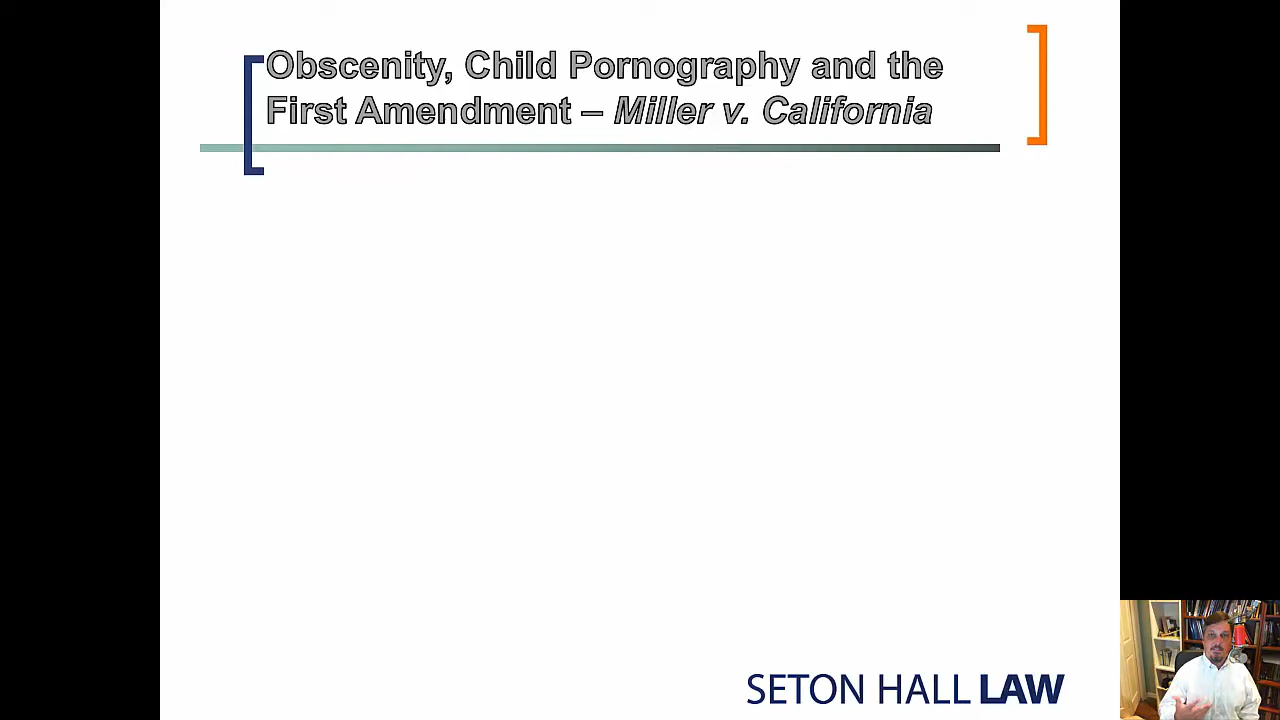 Obscenity, Child Pornography and the
First Amendment – Miller v. California
SETON HALL LAW